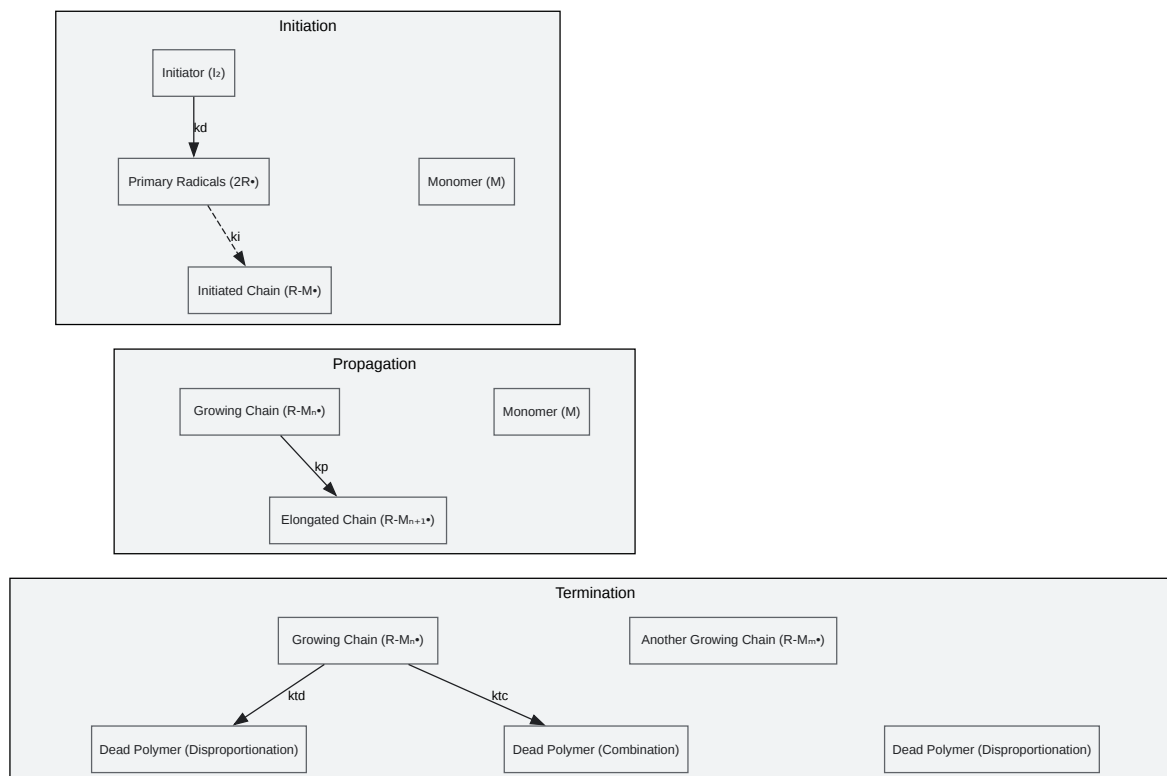 Initiation
Initiator (I₂)
kd
Primary Radicals (2R•)
Monomer (M)
ki
Initiated Chain (R-M•)
Propagation
Growing Chain (R-Mₙ•)
Monomer (M)
kp
Elongated Chain (R-Mₙ₊₁•)
Termination
Growing Chain (R-Mₙ•)
Another Growing Chain (R-Mₘ•)
ktd
ktc
Dead Polymer (Disproportionation)
Dead Polymer (Combination)
Dead Polymer (Disproportionation)